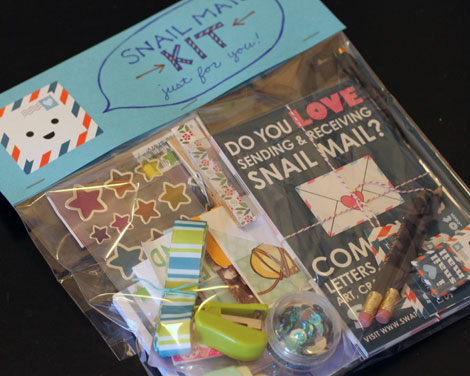 SNAIL MAIL
KIT
just for you!
DO YOU LOVE
SENDING & RECEIVING
SNAIL MAIL?
COM
LETTERS
ART, CR
VISIT WWW.SWA